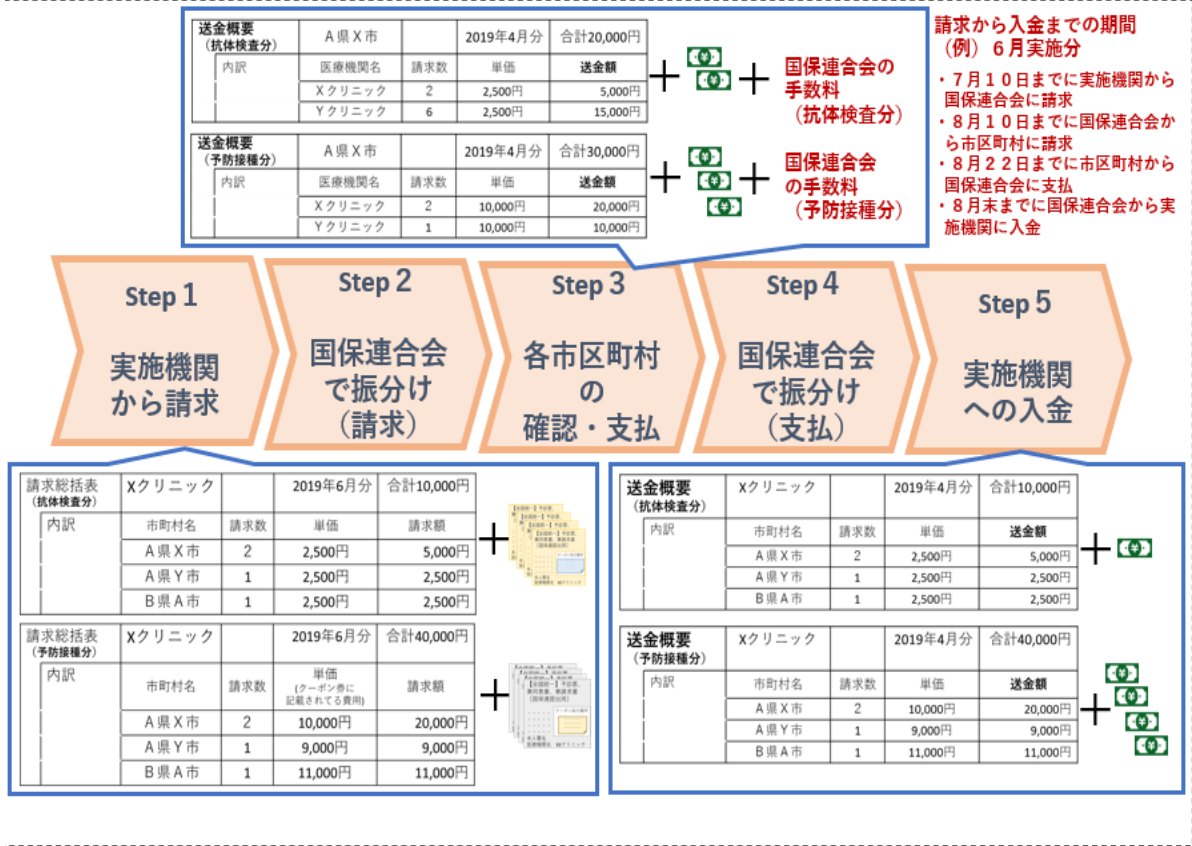 送金概要
（抗体検査分） A県X市 2019年4月分 合計20,000円
内訳 医療機関名 請求数 単価 送金額
Xクリニック 2 2,500円 5,000円
Yクリニック 6 2,500円 15,000円
国保連合会の
手数料
（抗体検査分）
送金概要
（予防接種分） A県X市 2019年4月分 合計30,000円
内訳 医療機関名 請求数 単価 送金額
Xクリニック 2 10,000円 20,000円
Yクリニック 1 10,000円 10,000円
国保連合会
の手数料
（予防接種分）
請求から入金までの期間
（例）６月実施分
・７月１０日までに実施機関から
国保連合会に請求
・８月１０日までに国保連合会か
ら市区町村に請求
・８月２２日までに市区町村から
国保連合会に支払
・８月末までに国保連合会から実
施機関に入金
Step 1
実施機関
から請求
Step 2
国保連合会
で振分け
（請求）
Step 3
各市区町村
の
確認・支払
Step 4
国保連合会
で振分け
（支払）
Step 5
実施機関
への入金
請求総括表
（抗体検査分） Xクリニック 2019年6月分 合計10,000円
内訳 市町村名 請求数 単価 請求額
A県X市 2 2,500円 5,000円
A県Y市 1 2,500円 2,500円
B県A市 1 2,500円 2,500円
請求総括表
（予防接種分） Xクリニック 2019年6月分 合計40,000円
内訳 市町村名 請求数 単価
(クーポン券に
記載されてる費用) 請求額
A県X市 2 10,000円 20,000円
A県Y市 1 9,000円 9,000円
B県A市 1 11,000円 11,000円
送金概要
（抗体検査分） Xクリニック 2019年4月分 合計10,000円
内訳 市町村名 請求数 単価 送金額
A県X市 2 2,500円 5,000円
A県Y市 1 2,500円 2,500円
B県A市 1 2,500円 2,500円
送金概要
（予防接種分） Xクリニック 2019年4月分 合計40,000円
内訳 市町村名 請求数 単価 送金額
A県X市 2 10,000円 20,000円
A県Y市 1 9,000円 9,000円
B県A市 1 11,000円 11,000円